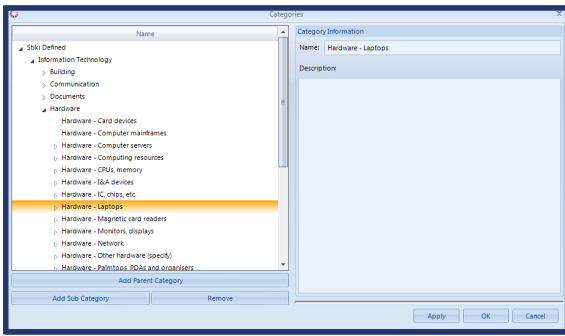 Categories
Name
Stiki Defined
Information Technology
Building
Communication
Documents
Hardware
Hardware - Card devices
Hardware - Computer mainframes
Hardware - Computer servers
Hardware - Computing resources
Hardware - CPUs, memory
Hardware - I&A devices
Hardware - IC, chips, etc.
Hardware - Laptops
Hardware - Magnetic card readers
Hardware - Monitors, displays
Hardware - Network
Hardware - Other hardware (specify)
Hardware - Palmtops, PDAs and organisers
Add Parent Category
Add Sub Category Remove
Category Information
Name: Hardware - Laptops
Description:
Apply OK Cancel